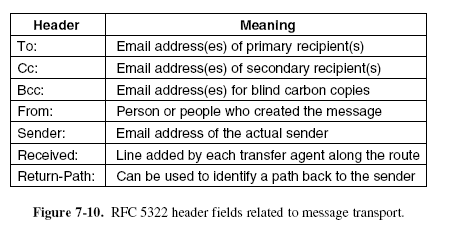 Header Meaning
To: Email address(es) of primary recipient(s)
Cc: Email address(es) of secondary recipient(s)
Bcc: Email address(es) for blind carbon copies
From: Person or people who created the message
Sender: Email address of the actual sender
Received: Line added by each transfer agent along the route
Return-Path: Can be used to identify a path back to the sender
Figure 7-10. RFC 5322 header fields related to message transport.